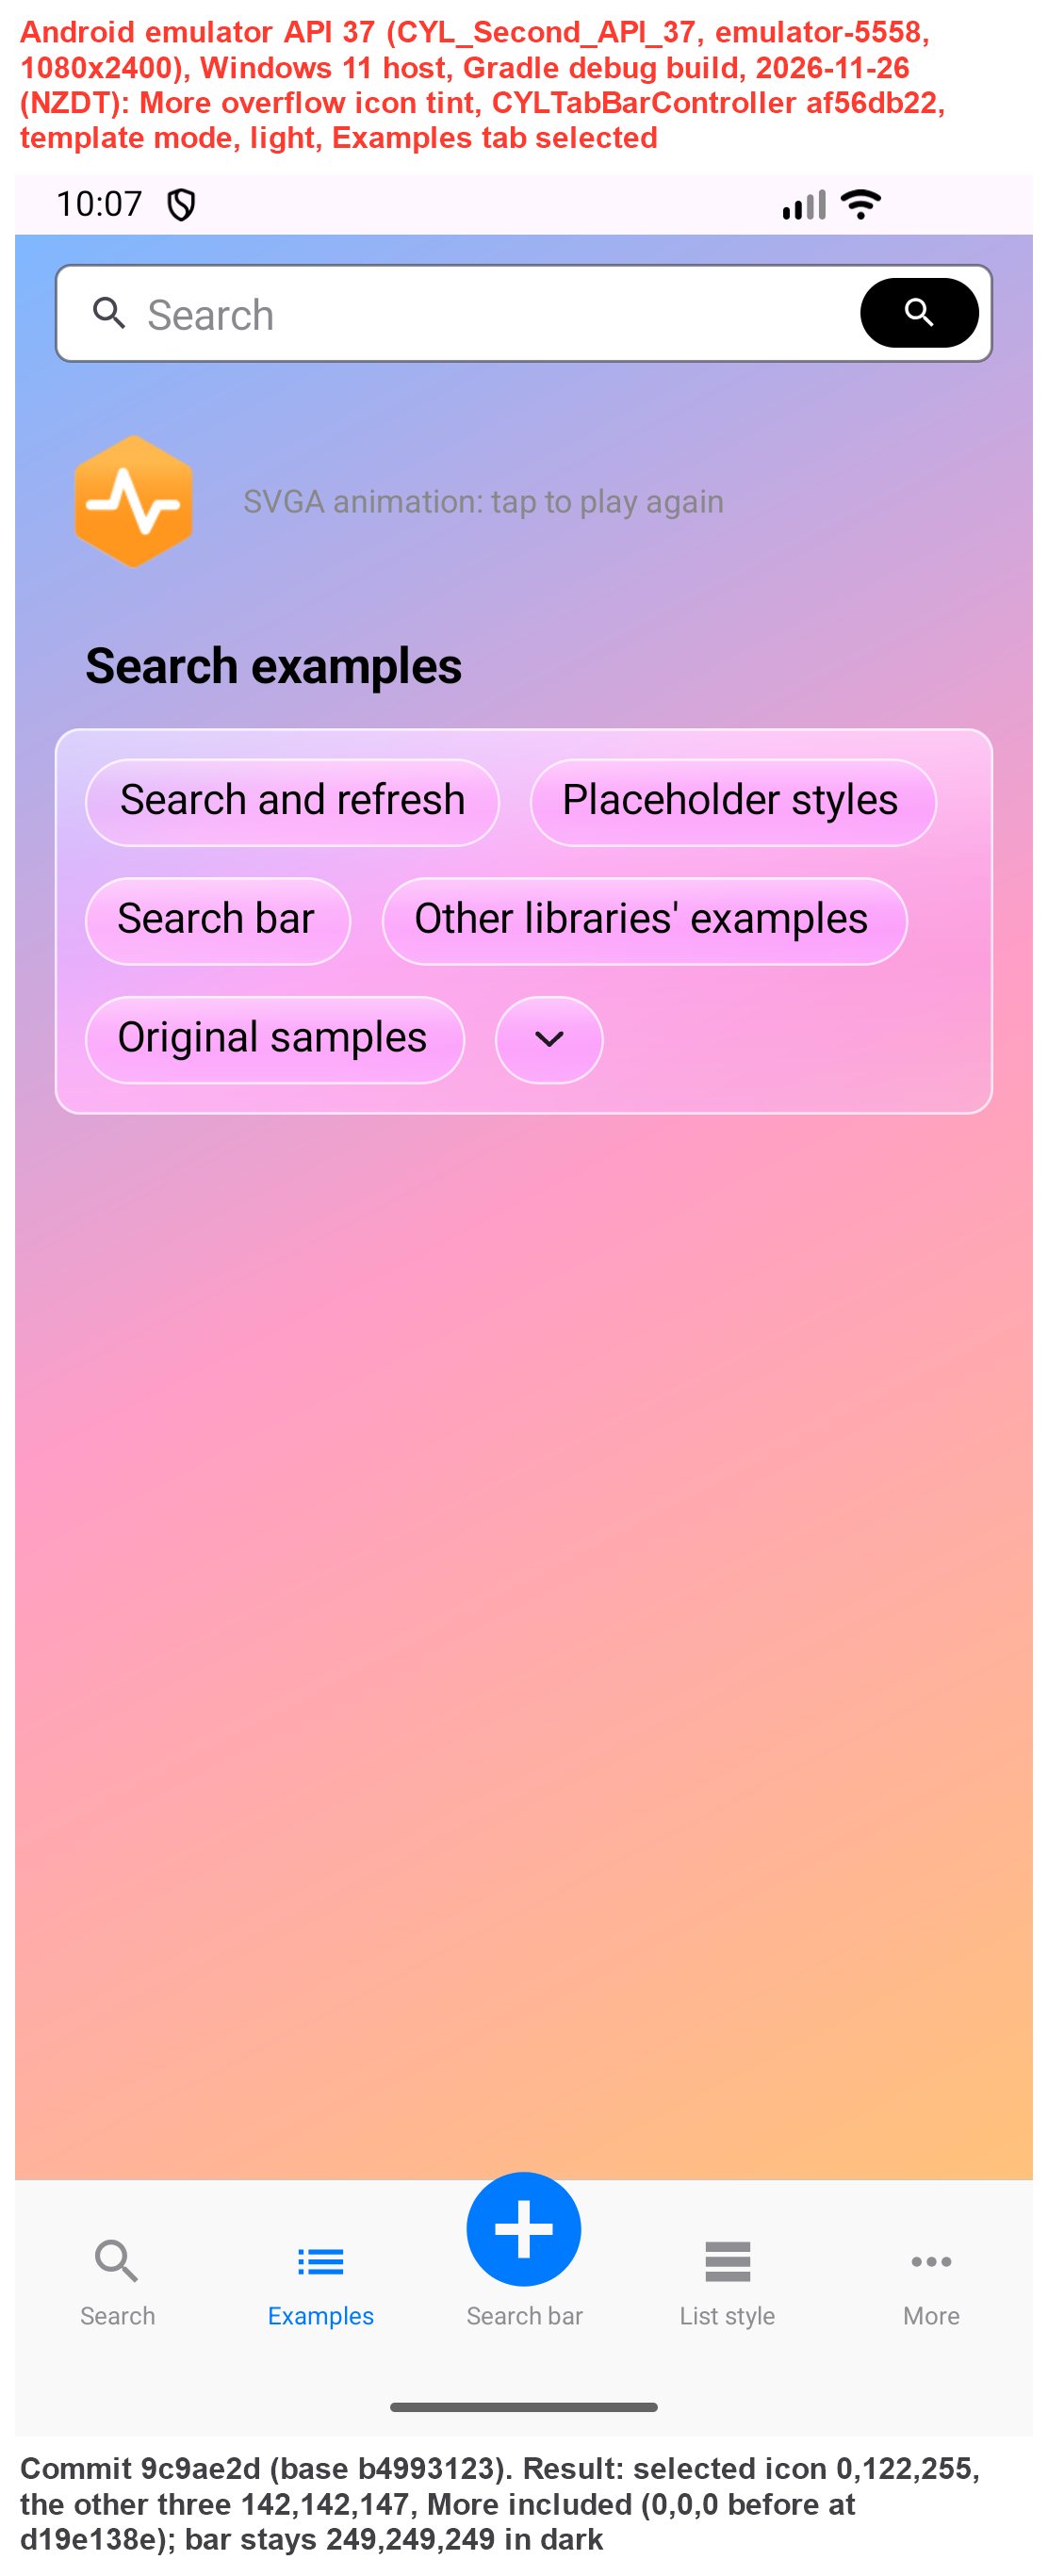 Android emulator API 37 (CYL_Second_API_37, emulator-5558,
1080x2400), Windows 11 host, Gradle debug build, 2026-11-26
(NZDT): More overflow icon tint, CYLTabBarController af56db22,
template mode, light, Examples tab selected
10:07
Search
SVGA animation: tap to play again
Search examples
Search and refresh Placeholder styles
Search bar Other libraries' examples
Original samples
Search Examples Search bar List style More
Commit 9c9ae2d (base b4993123). Result: selected icon 0,122,255,
the other three 142,142,147, More included (0,0,0 before at
d19e138e); bar stays 249,249,249 in dark